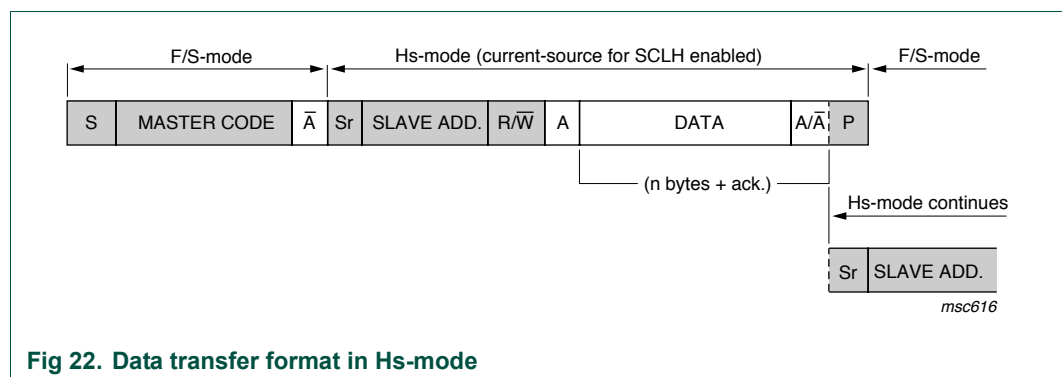 F/S-mode Hs-mode (current-source for SCLH enabled) F/S-mode
S MASTER CODE A̅ Sr SLAVE ADD. R/W̅ A DATA A/A̅ P
(n bytes + ack.)
Hs-mode continues
Sr SLAVE ADD.
msc616
Fig 22. Data transfer format in Hs-mode